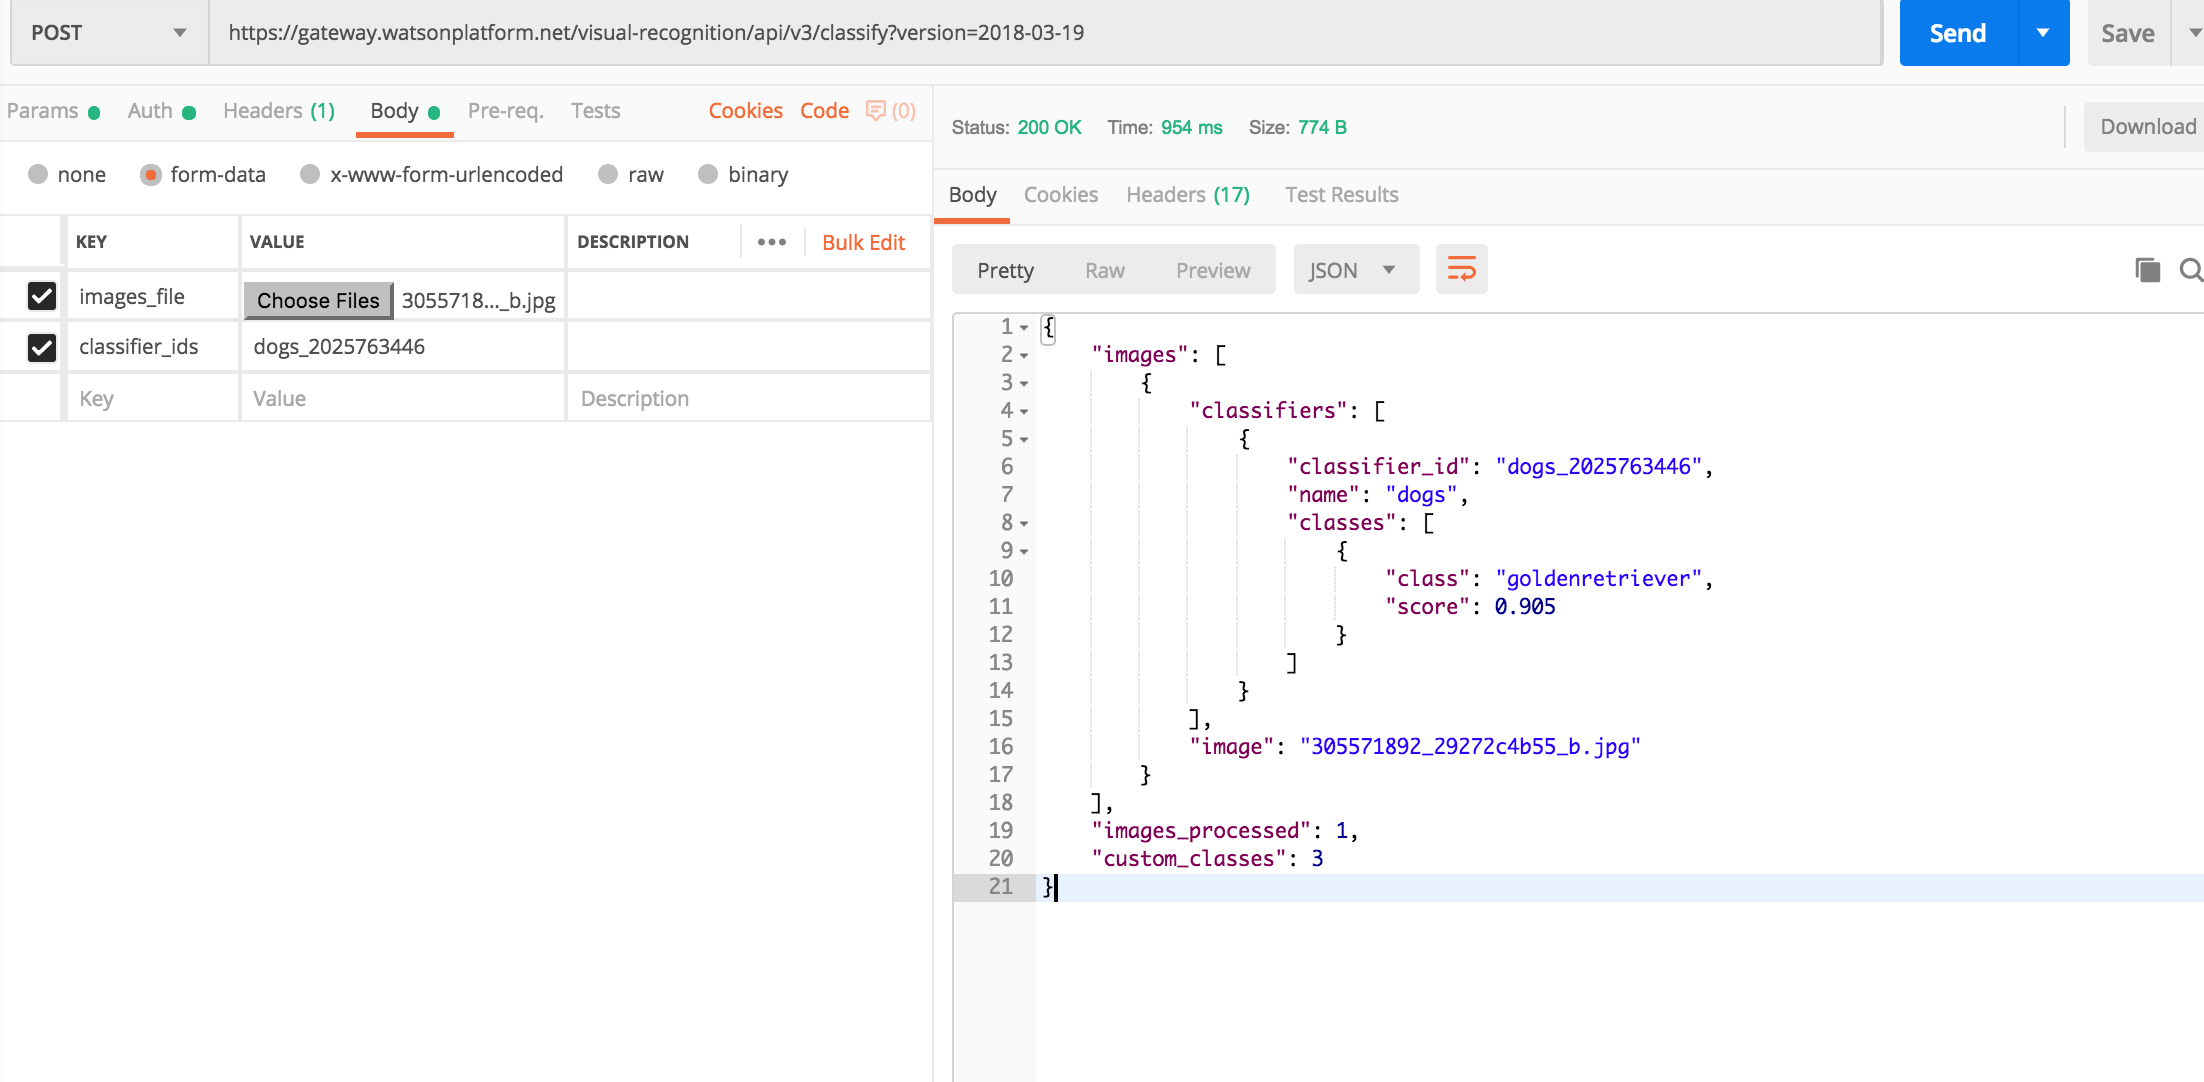 POST https://gateway.watsonplatform.net/visual-recognition/api/v3/classify?version=2018-03-19 Send Save
Params Auth Headers (1) Body Pre-req. Tests Cookies Code (0)
none form-data x-www-form-urlencoded raw binary
KEY VALUE DESCRIPTION ••• Bulk Edit
images_file Choose Files 3055718..._b.jpg
classifier_ids dogs_2025763446
Key Value Description
Status: 200 OK Time: 954 ms Size: 774 B Download
Body Cookies Headers (17) Test Results
Pretty Raw Preview JSON
1 {
2 "images": [
3 {
4 "classifiers": [
5 {
6 "classifier_id": "dogs_2025763446",
7 "name": "dogs",
8 "classes": [
9 {
10 "class": "goldenretriever",
11 "score": 0.905
12 }
13 ]
14 }
15 ],
16 "image": "305571892_29272c4b55_b.jpg"
17 }
18 ],
19 "images_processed": 1,
20 "custom_classes": 3
21 }